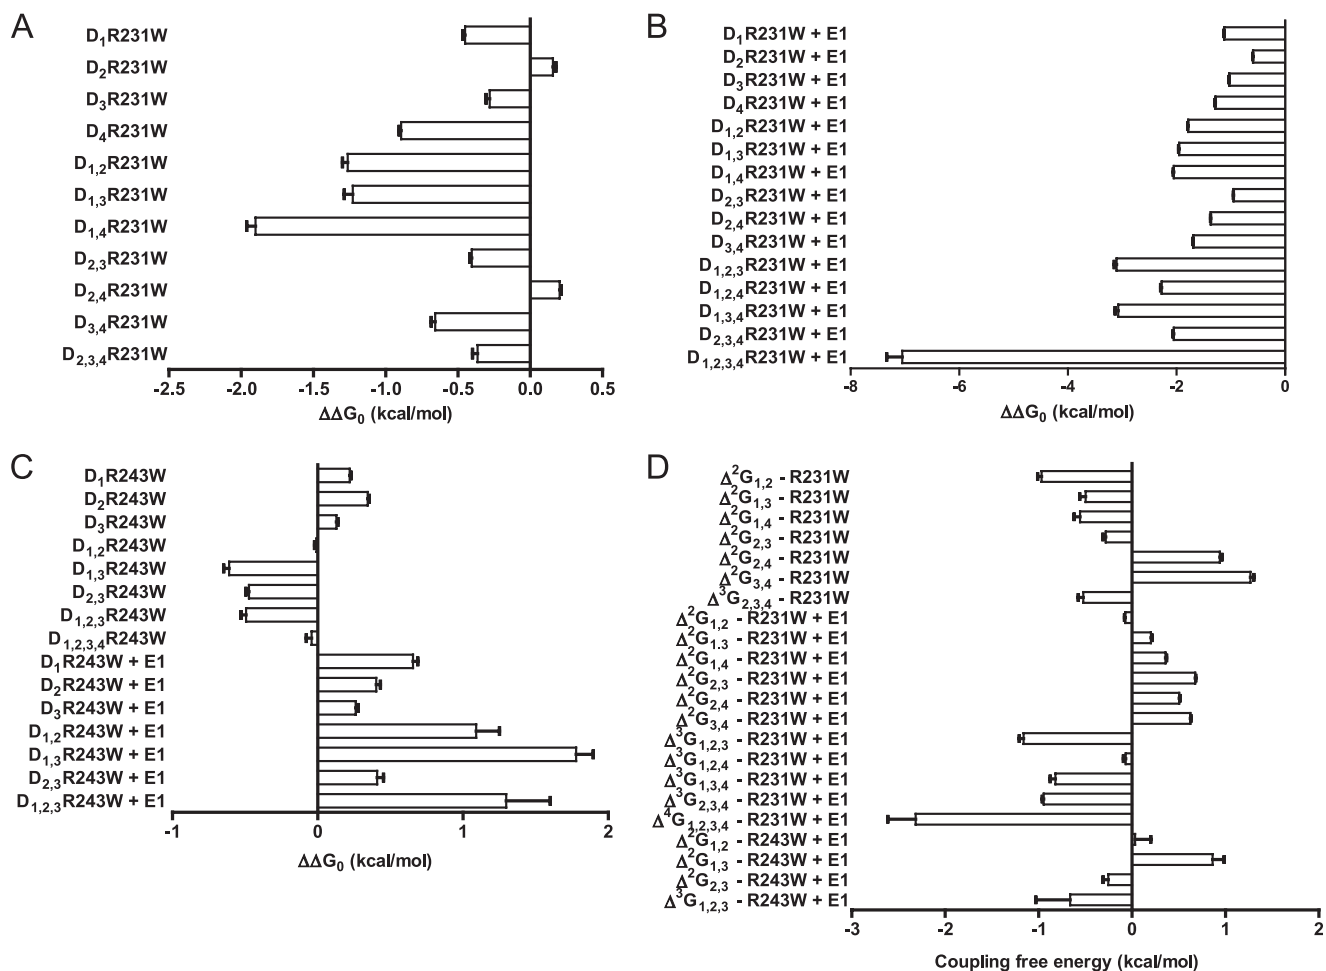 A
D1R231W
D2R231W
D3R231W
D4R231W
D1,2R231W
D1,3R231W
D1,4R231W
D2,3R231W
D2,4R231W
D3,4R231W
D2,3,4R231W
-2.5 -2.0 -1.5 -1.0 -0.5 0.0 0.5
ΔΔG0 (kcal/mol)
B
D1R231W + E1
D2R231W + E1
D3R231W + E1
D4R231W + E1
D1,2R231W + E1
D1,3R231W + E1
D1,4R231W + E1
D2,3R231W + E1
D2,4R231W + E1
D3,4R231W + E1
D1,2,3R231W + E1
D1,2,4R231W + E1
D1,3,4R231W + E1
D2,3,4R231W + E1
D1,2,3,4R231W + E1
-8 -6 -4 -2 0
ΔΔG0 (kcal/mol)
C
D1R243W
D2R243W
D3R243W
D1,2R243W
D1,3R243W
D2,3R243W
D1,2,3R243W
D1,2,3,4R243W
D1R243W + E1
D2R243W + E1
D3R243W + E1
D1,2R243W + E1
D1,3R243W + E1
D2,3R243W + E1
D1,2,3R243W + E1
-1 0 1 2
ΔΔG0 (kcal/mol)
D
Δ2G1,2 - R231W
Δ2G1,3 - R231W
Δ2G1,4 - R231W
Δ2G2,3 - R231W
Δ2G2,4 - R231W
Δ2G3,4 - R231W
Δ3G2,3,4 - R231W
Δ2G1,2 - R231W + E1
Δ2G1,3 - R231W + E1
Δ2G1,4 - R231W + E1
Δ2G2,3 - R231W + E1
Δ2G2,4 - R231W + E1
Δ2G3,4 - R231W + E1
Δ3G1,2,3 - R231W + E1
Δ3G1,2,4 - R231W + E1
Δ3G1,3,4 - R231W + E1
Δ3G2,3,4 - R231W + E1
Δ4G1,2,3,4 - R231W + E1
Δ2G1,2 - R243W + E1
Δ2G1,3 - R243W + E1
Δ2G2,3 - R243W + E1
Δ3G1,2,3 - R243W + E1
-3 -2 -1 0 1 2
Coupling free energy (kcal/mol)